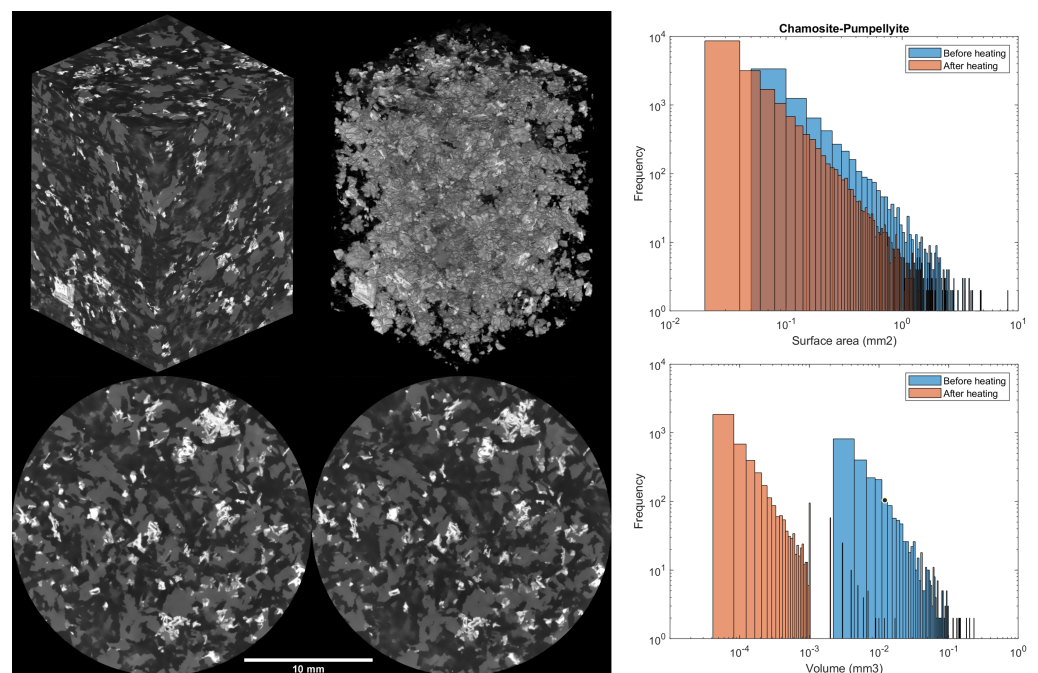 Chamosite-Pumpellyite
Before heating
After heating
10^4
10^3
10^2
10^1
10^0
Frequency
10^-2
10^-1
10^0
10^1
Surface area (mm2)
Before heating
After heating
10^4
10^3
10^2
10^1
10^0
Frequency
10^-4
10^-3
10^-2
10^-1
10^0
Volume (mm3)
10 mm